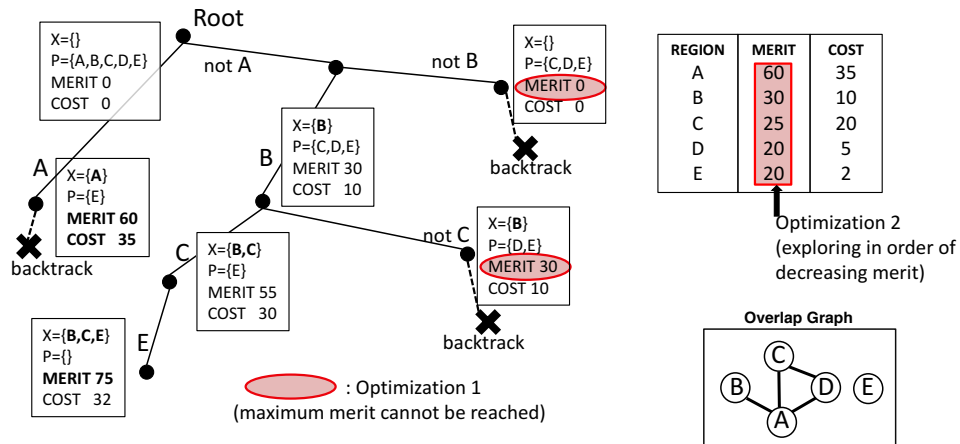 Root
X={}
P={A,B,C,D,E}
MERIT 0
COST 0
not A
not B
X={}
P={C,D,E}
MERIT 0
COST 0
backtrack
A
X={A}
P={E}
MERIT 60
COST 35
backtrack
B
X={B}
P={C,D,E}
MERIT 30
COST 10
C
X={B,C}
P={E}
MERIT 55
COST 30
not C
X={B}
P={D,E}
MERIT 30
COST 10
backtrack
E
X={B,C,E}
P={}
MERIT 75
COST 32
: Optimization 1
(maximum merit cannot be reached)
REGION MERIT COST
A 60 35
B 30 10
C 25 20
D 20 5
E 20 2
Optimization 2
(exploring in order of
decreasing merit)
Overlap Graph
C
B
D
E
A